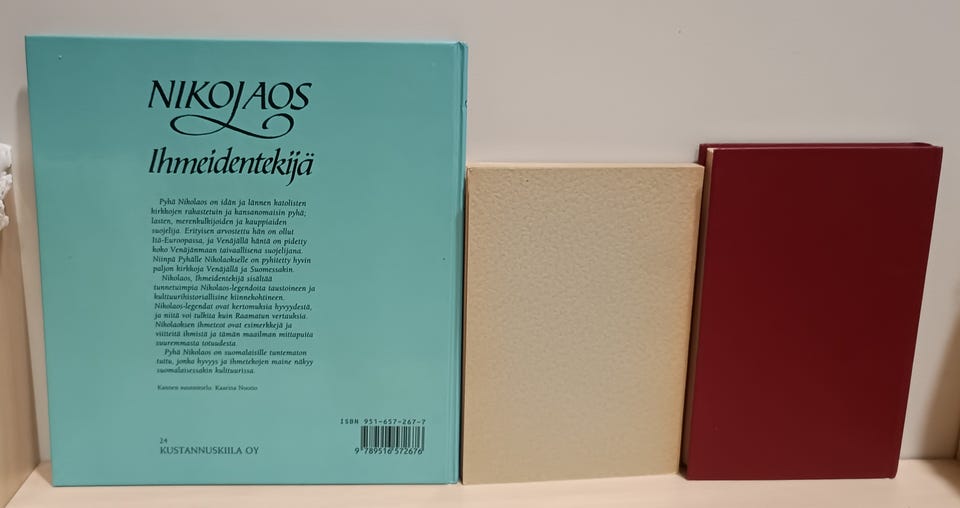 NIKOLAOS
Ihmeidentekijä
Pyhä Nikolaos on idän ja lännen katolisten
kirkkojen rakastetuin ja kansanomaisin pyhä;
lasten, merenkulkijoiden ja kauppiaiden
suojelija. Erityisen arvostettu hän on ollut
Itä-Euroopassa, ja Venäjällä häntä on pidetty
koko Venäjänmaan taivaallisena suojelijana.
Niinpä Pyhälle Nikolaokselle on pyhitetty hyvin
paljon kirkkoja Venäjällä ja Suomessakin.
Nikolaos, Ihmeidentekijä sisältää
tunnetuimpia Nikolaos-legendoita taustoineen ja
kulttuurihistoriallisine kiinnekohtineen.
Nikolaos-legendat ovat kertomuksia hyvyydestä,
ja niitä voi tulkita kuin Raamatun vertauksia.
Nikolaoksen ihmeteot ovat esimerkkejä ja
viitteitä ihmistä ja tämän maailman mittapuita
suuremmasta totuudesta.
Pyhä Nikolaos on suomalaisille tuntematon
tuttu, jonka hyvyys ja ihmetekojen maine näkyy
suomalaisessakin kulttuurissa.
Kannen suunnittelu: Kaarina Nuotio
ISBN 951-657-267-7
24
KUSTANNUSKIILA OY
9 789516 572676